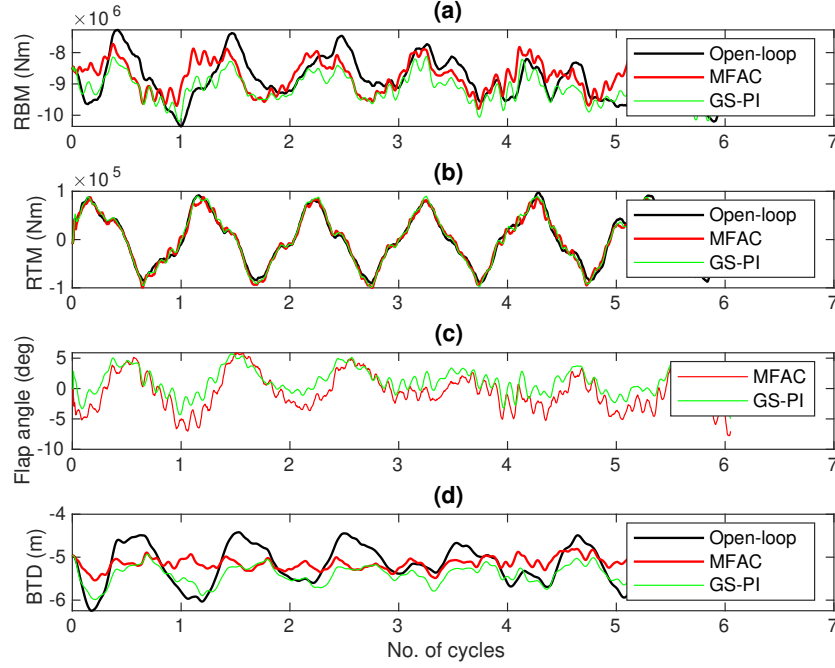 (a)
× 10^6
RBM (Nm)
-8
-9
-10
0 1 2 3 4 5 6 7
Open-loop
MFAC
GS-PI
(b)
× 10^5
RTM (Nm)
1
0
-1
0 1 2 3 4 5 6 7
Open-loop
MFAC
GS-PI
(c)
Flap angle (deg)
5
0
-5
-10
0 1 2 3 4 5 6 7
MFAC
GS-PI
(d)
BTD (m)
-4
-5
-6
0 1 2 3 4 5 6 7
Open-loop
MFAC
GS-PI
No. of cycles